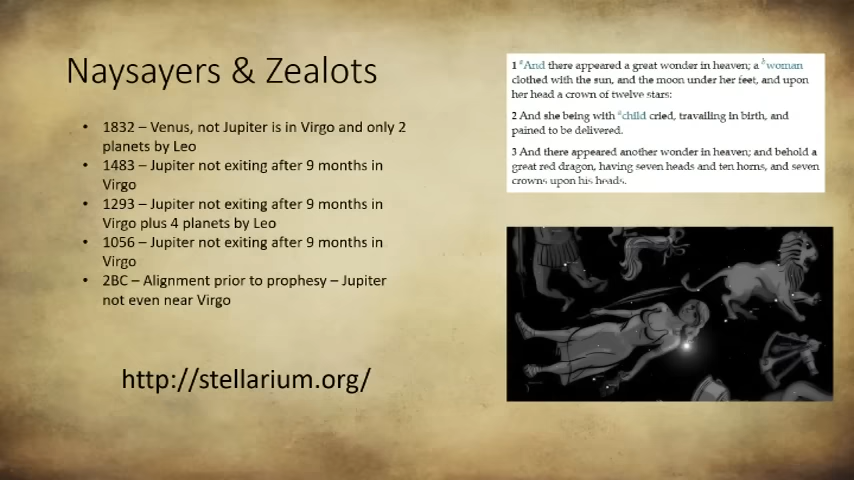 Naysayers & Zealots
• 1832 – Venus, not Jupiter is in Virgo and only 2
planets by Leo
• 1483 – Jupiter not exiting after 9 months in
Virgo
• 1293 – Jupiter not exiting after 9 months in
Virgo plus 4 planets by Leo
• 1056 – Jupiter not exiting after 9 months in
Virgo
• 2BC – Alignment prior to prophesy – Jupiter
not even near Virgo
http://stellarium.org/
1 ᵃAnd there appeared a great wonder in heaven; a ᵇwoman
clothed with the sun, and the moon under her feet, and upon
her head a crown of twelve stars:
2 And she being with ᵃchild cried, travailing in birth, and
pained to be delivered.
3 And there appeared another wonder in heaven; and behold a
great red dragon, having seven heads and ten horns, and seven
crowns upon his heads.